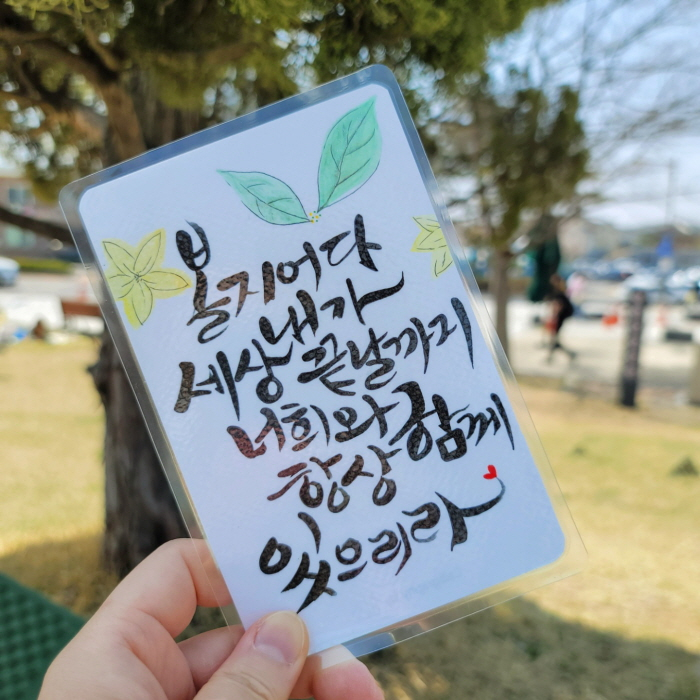 볼지어다
내가
세상 끝날까지
너희와 함께
항상
있으리라